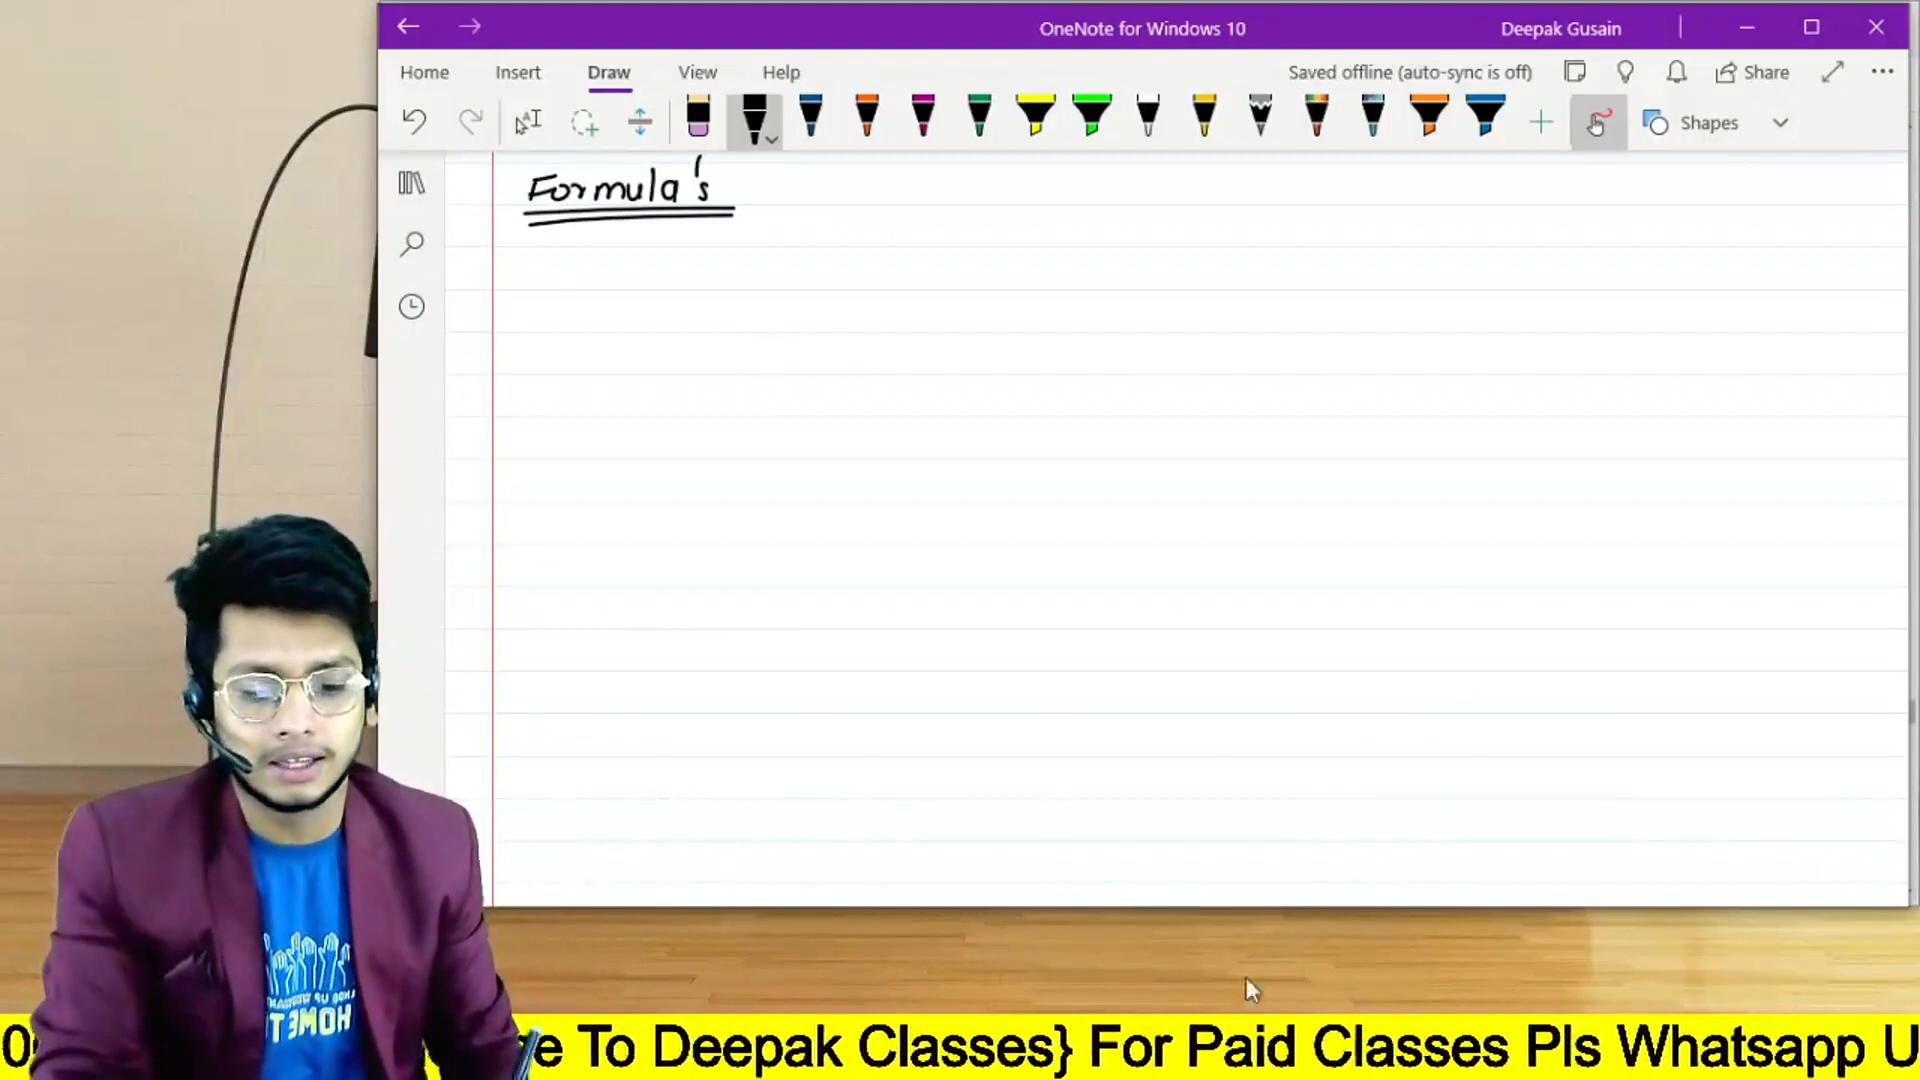 OneNote for Windows 10
Deepak Gusain
Home Insert Draw View Help
Saved offline (auto-sync is off)
Share
Shapes
Formula's
HOME T
To Deepak Classes} For Paid Classes Pls Whatsapp U